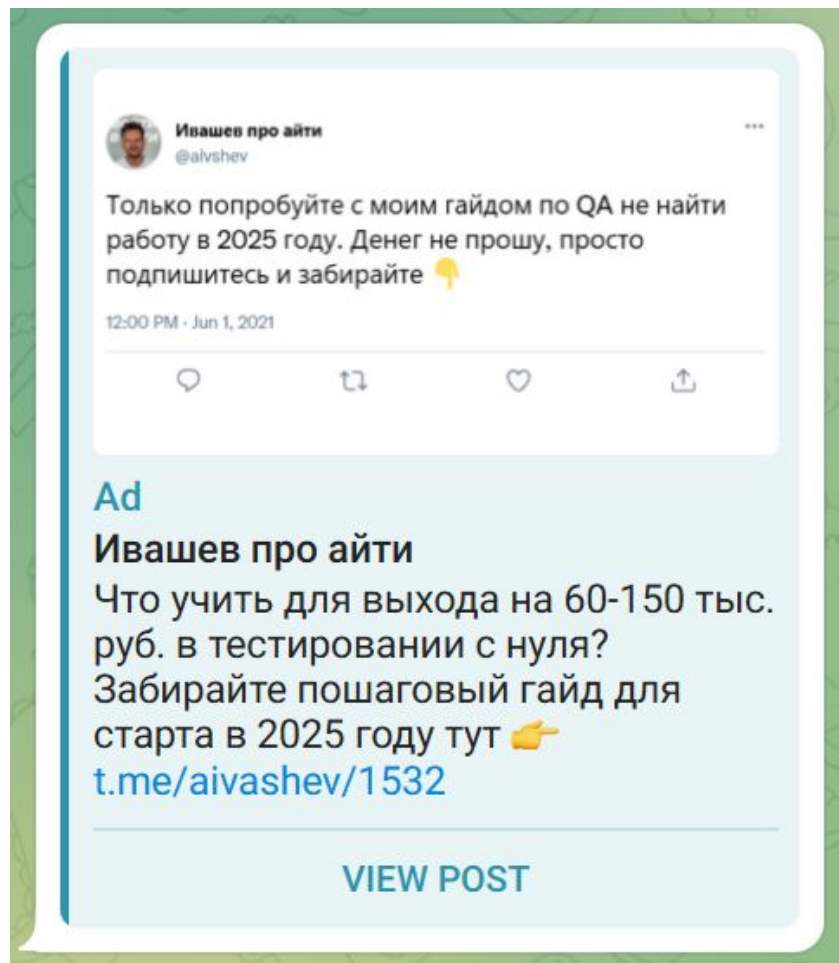 Ивашев про айти
@alvshev
Только попробуйте с моим гайдом по QA не найти
работу в 2025 году. Денег не прошу, просто
подпишитесь и забирайте 👇
12:00 PM · Jun 1, 2021
Ad
Ивашев про айти
Что учить для выхода на 60-150 тыс.
руб. в тестировании с нуля?
Забирайте пошаговый гайд для
старта в 2025 году тут 👉
t.me/aivashev/1532
VIEW POST